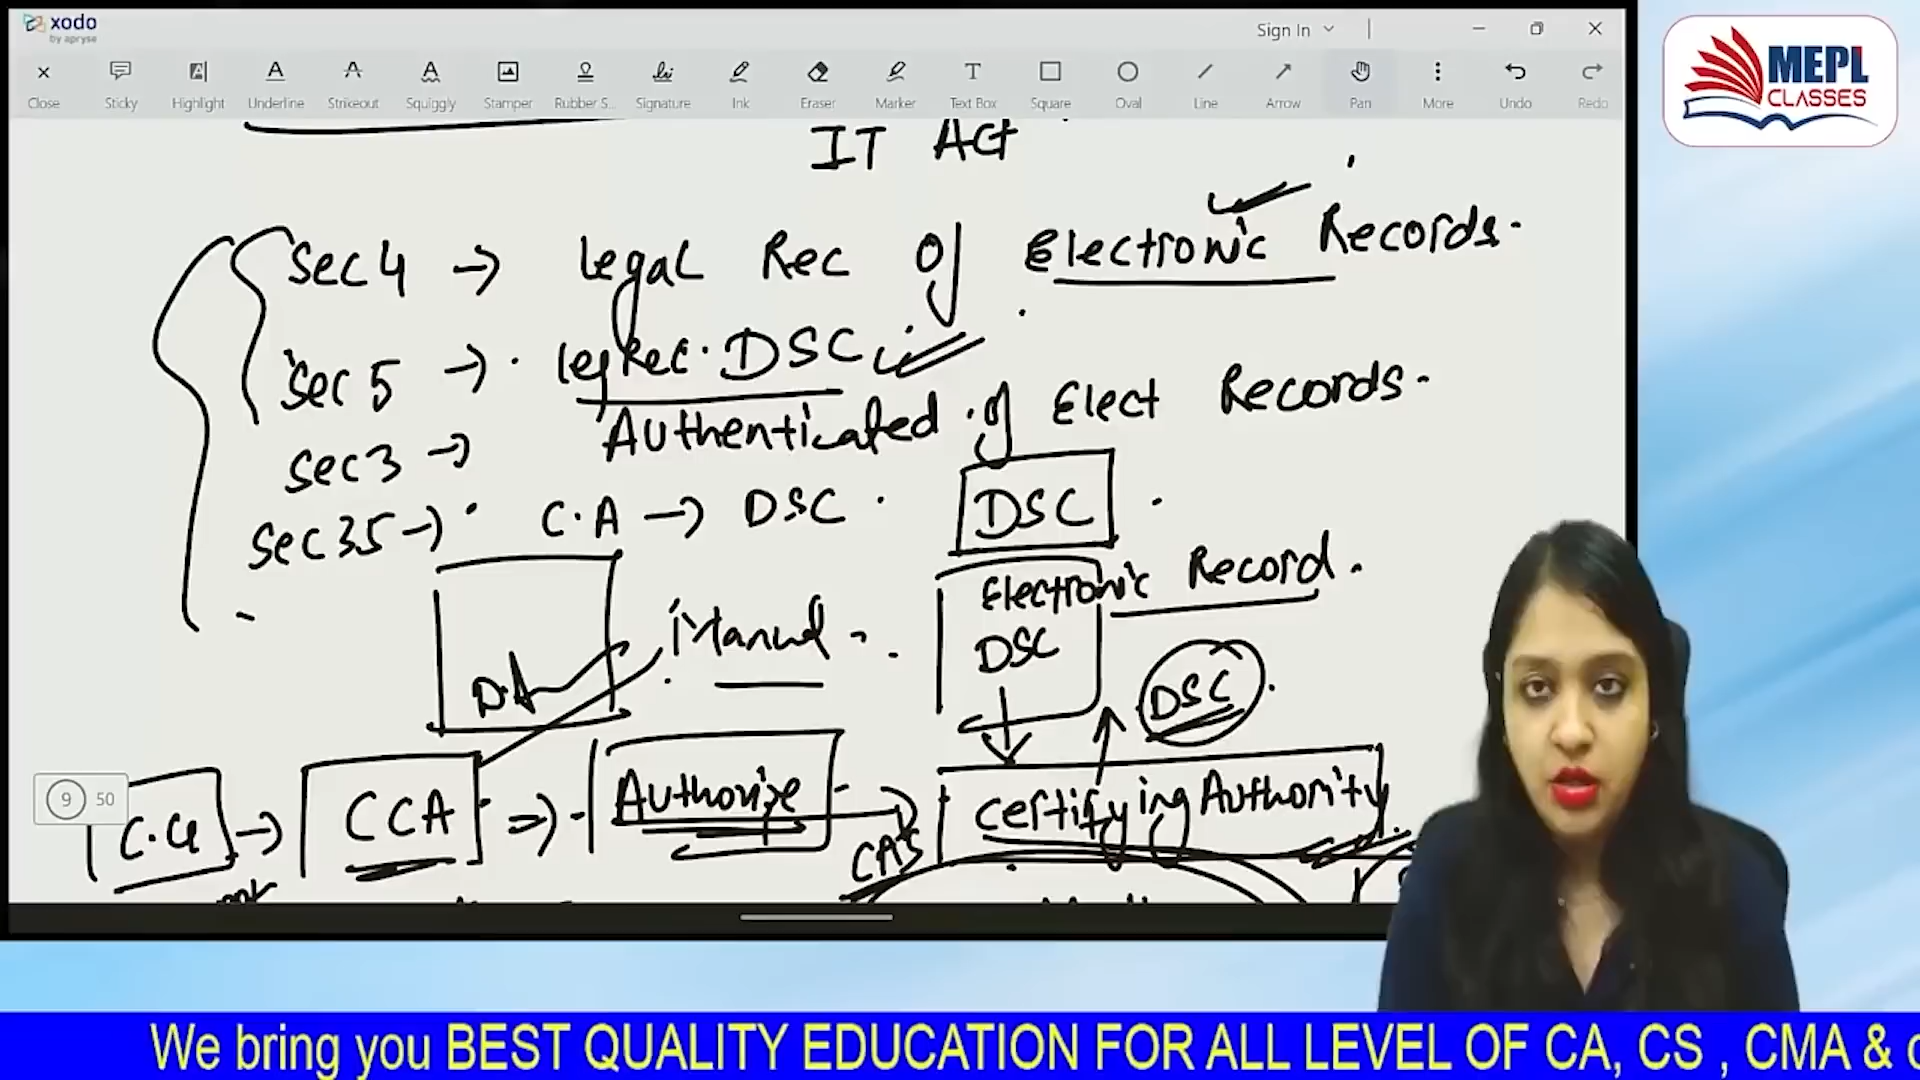 xodo
by apryse
Sign In
Close Sticky Highlight Underline Strikeout Squiggly Stamper Rubber S... Signature Ink Eraser Marker Text Box Square Oval Line Arrow Pan More Undo Redo
MEPL
CLASSES
IT Act
Sec 4 → legal Rec of Electronic Records.
Sec 5 → leg Rec. DSC
Sec 3 → Authenticated of Elect Records.
Sec 35 → C.A → DSC. DSC
Electronic Record.
Manual
DSC
DSC
D.A
C.G → CCA ⇒ Authorize → Certifying Authority
CA's
9 50
We bring you BEST QUALITY EDUCATION FOR ALL LEVEL OF CA, CS , CMA &